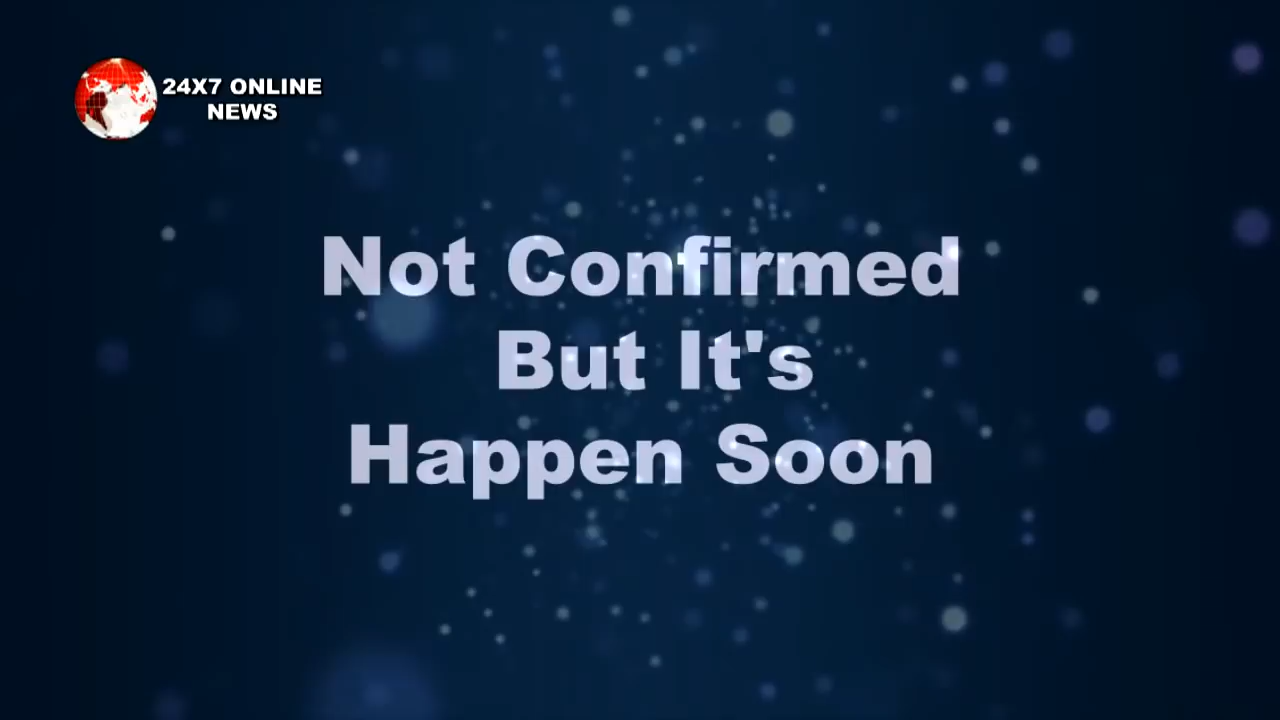 24X7 ONLINE
NEWS
Not Confirmed
But It's
Happen Soon